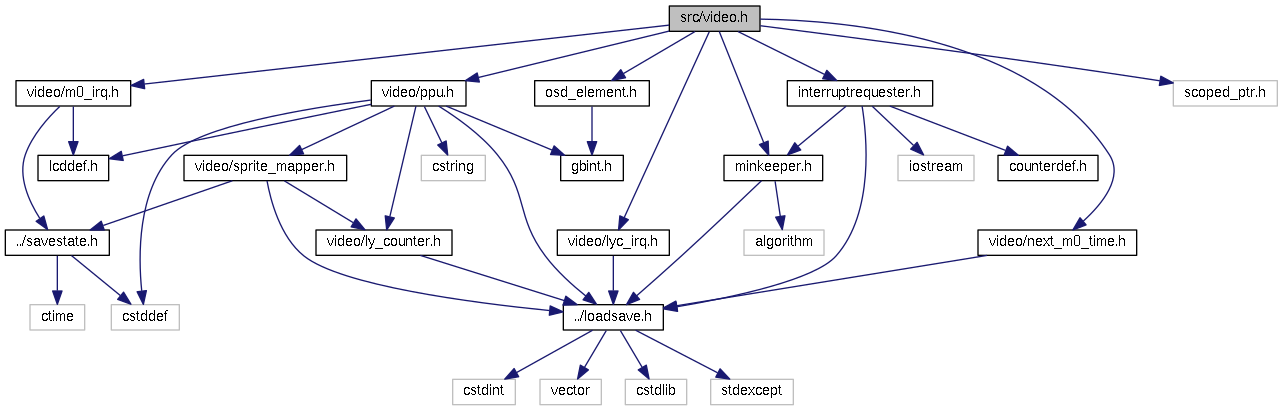 src/video.h
video/m0_irq.h
video/ppu.h
osd_element.h
interruptrequester.h
scoped_ptr.h
lcddef.h
video/sprite_mapper.h
cstring
gbint.h
minkeeper.h
iostream
counterdef.h
../savestate.h
video/ly_counter.h
video/lyc_irq.h
algorithm
video/next_m0_time.h
ctime
cstddef
../loadsave.h
cstdint
vector
cstdlib
stdexcept